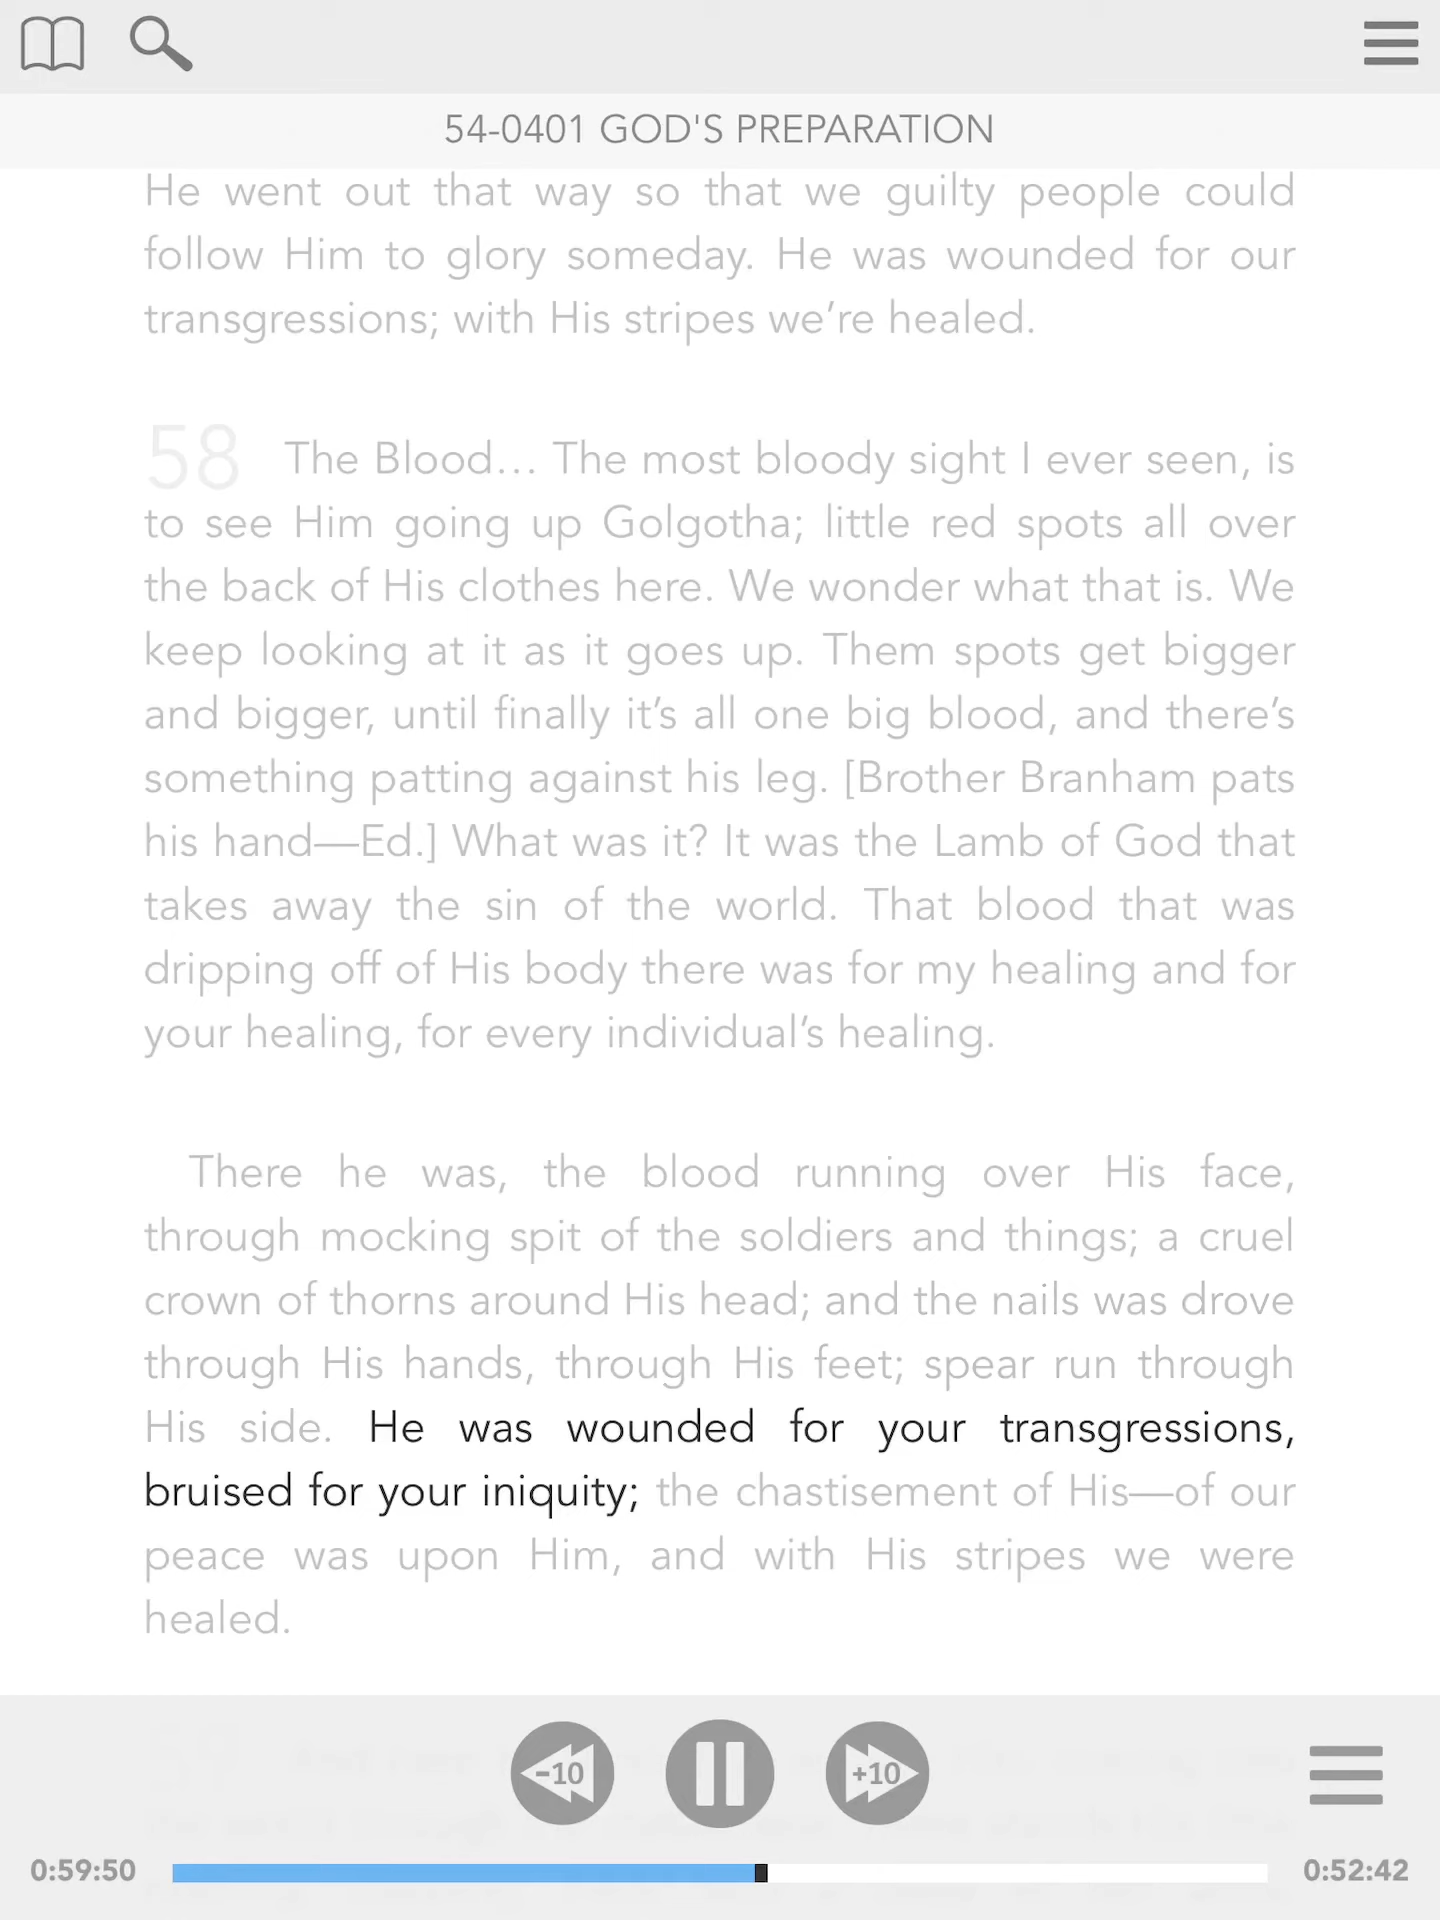 54-0401 GOD'S PREPARATION
He went out that way so that we guilty people could
follow Him to glory someday. He was wounded for our
transgressions; with His stripes we’re healed.
58 The Blood… The most bloody sight I ever seen, is
to see Him going up Golgotha; little red spots all over
the back of His clothes here. We wonder what that is. We
keep looking at it as it goes up. Them spots get bigger
and bigger, until finally it’s all one big blood, and there’s
something patting against his leg. [Brother Branham pats
his hand—Ed.] What was it? It was the Lamb of God that
takes away the sin of the world. That blood that was
dripping off of His body there was for my healing and for
your healing, for every individual’s healing.
There he was, the blood running over His face,
through mocking spit of the soldiers and things; a cruel
crown of thorns around His head; and the nails was drove
through His hands, through His feet; spear run through
His side. He was wounded for your transgressions,
bruised for your iniquity; the chastisement of His—of our
peace was upon Him, and with His stripes we were
healed.
-10 +10
0:59:50 0:52:42